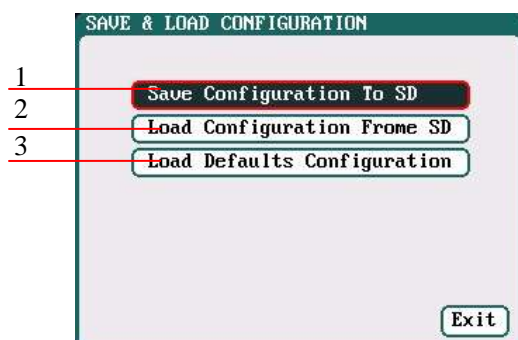 SAVE & LOAD CONFIGURATION
1
Save Configuration To SD
2
Load Configuration Frome SD
3
Load Defaults Configuration
Exit